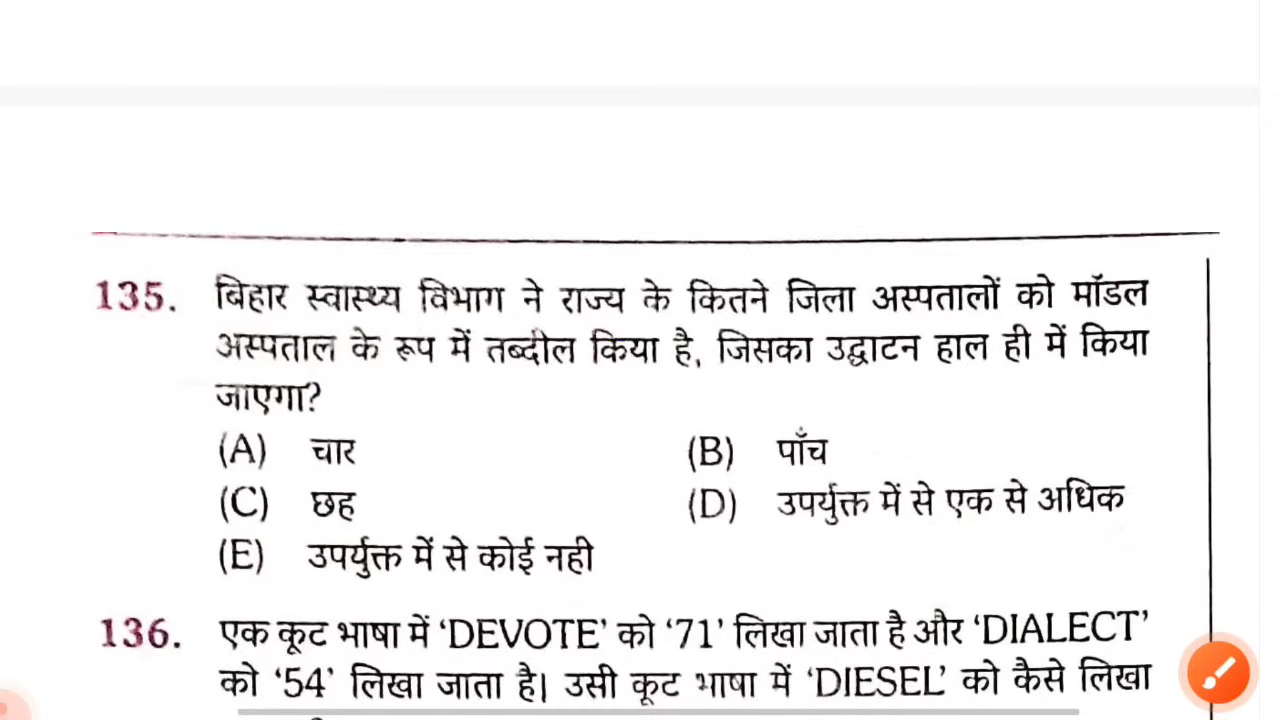 135. बिहार स्वास्थ्य विभाग ने राज्य के कितने जिला अस्पतालों को मॉडल
अस्पताल के रूप में तब्दील किया है, जिसका उद्घाटन हाल ही में किया
जाएगा?
(A) चार (B) पाँच
(C) छह (D) उपर्युक्त में से एक से अधिक
(E) उपर्युक्त में से कोई नही
136. एक कूट भाषा में ‘DEVOTE’ को ‘71’ लिखा जाता है और ‘DIALECT’
को ‘54’ लिखा जाता है। उसी कूट भाषा में ‘DIESEL’ को कैसे लिखा